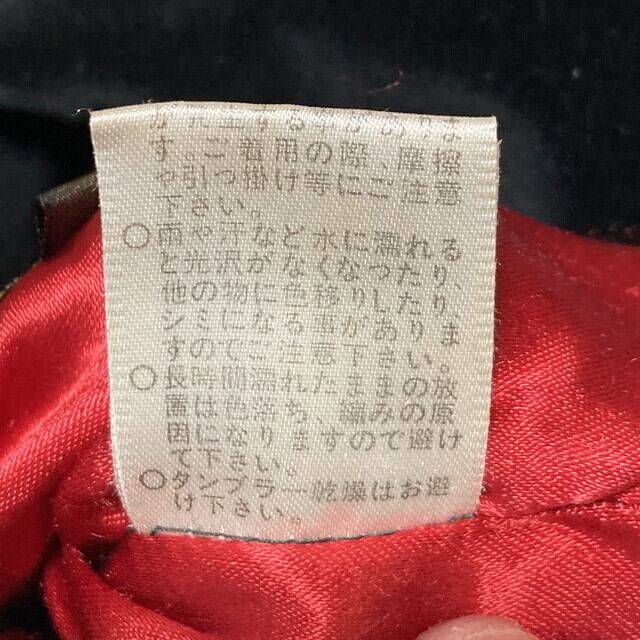 す。ご着用の際、摩擦
や引っ掛け等にご注意
下さい。
○雨や汗など水に濡れる
と光沢がなくなったり、
他の物に色移りしたり、
シミになる事がありま
すのでご注意下さい。
○長時間濡れたままの放
置は色落ち、縮みの原
因になりますので避け
て下さい。
○タンブラー乾燥はお避
け下さい。